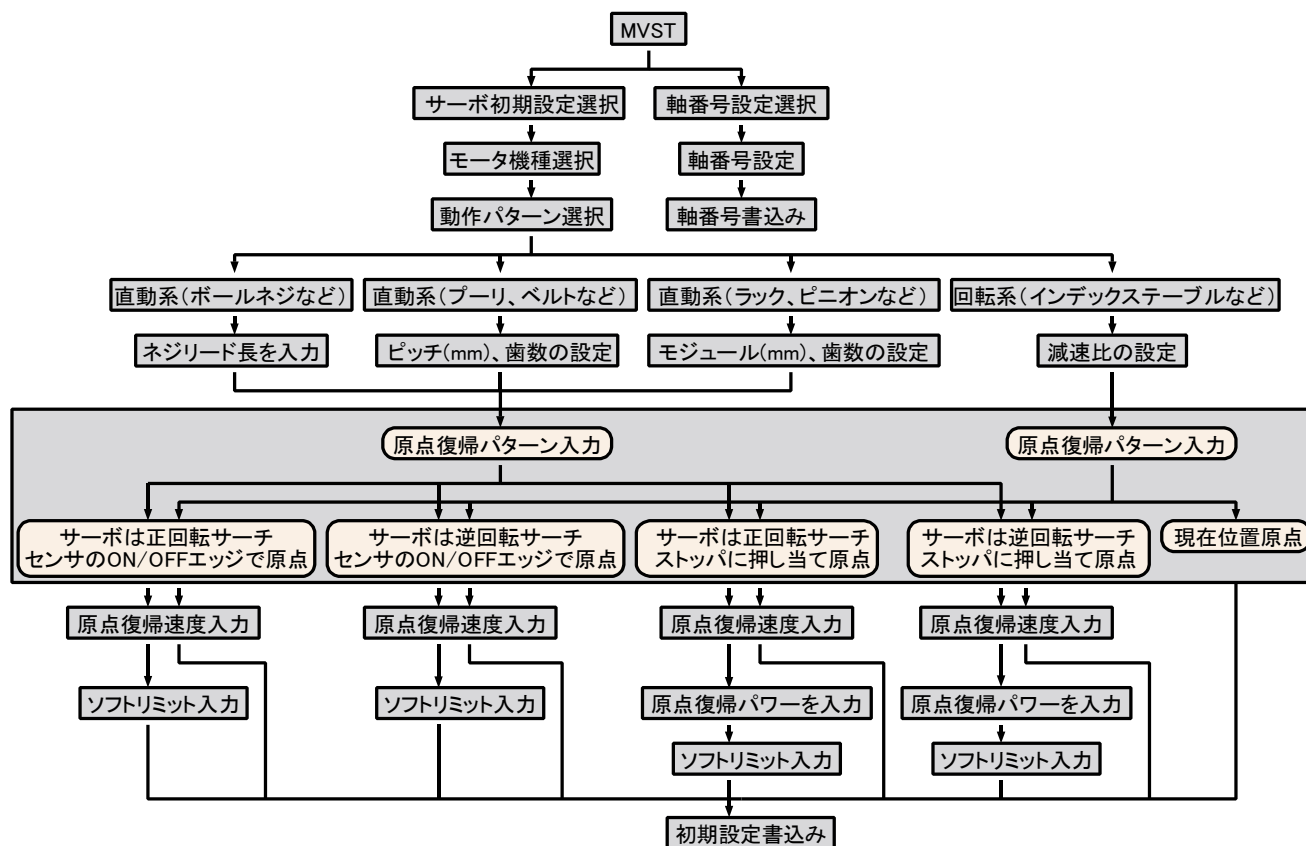 MVST
サーボ初期設定選択
軸番号設定選択
モータ機種選択
軸番号設定
動作パターン選択
軸番号書込み
直動系(ボールネジなど)
直動系(プーリ、ベルトなど)
直動系(ラック、ピニオンなど)
回転系(インデックステーブルなど)
ネジリード長を入力
ピッチ(mm)、歯数の設定
モジュール(mm)、歯数の設定
減速比の設定
原点復帰パターン入力
原点復帰パターン入力
サーボは正回転サーチ
センサのON/OFFエッジで原点
サーボは逆回転サーチ
センサのON/OFFエッジで原点
サーボは正回転サーチ
ストッパに押し当て原点
サーボは逆回転サーチ
ストッパに押し当て原点
現在位置原点
原点復帰速度入力
原点復帰速度入力
原点復帰速度入力
原点復帰速度入力
ソフトリミット入力
ソフトリミット入力
原点復帰パワーを入力
原点復帰パワーを入力
ソフトリミット入力
ソフトリミット入力
初期設定書込み